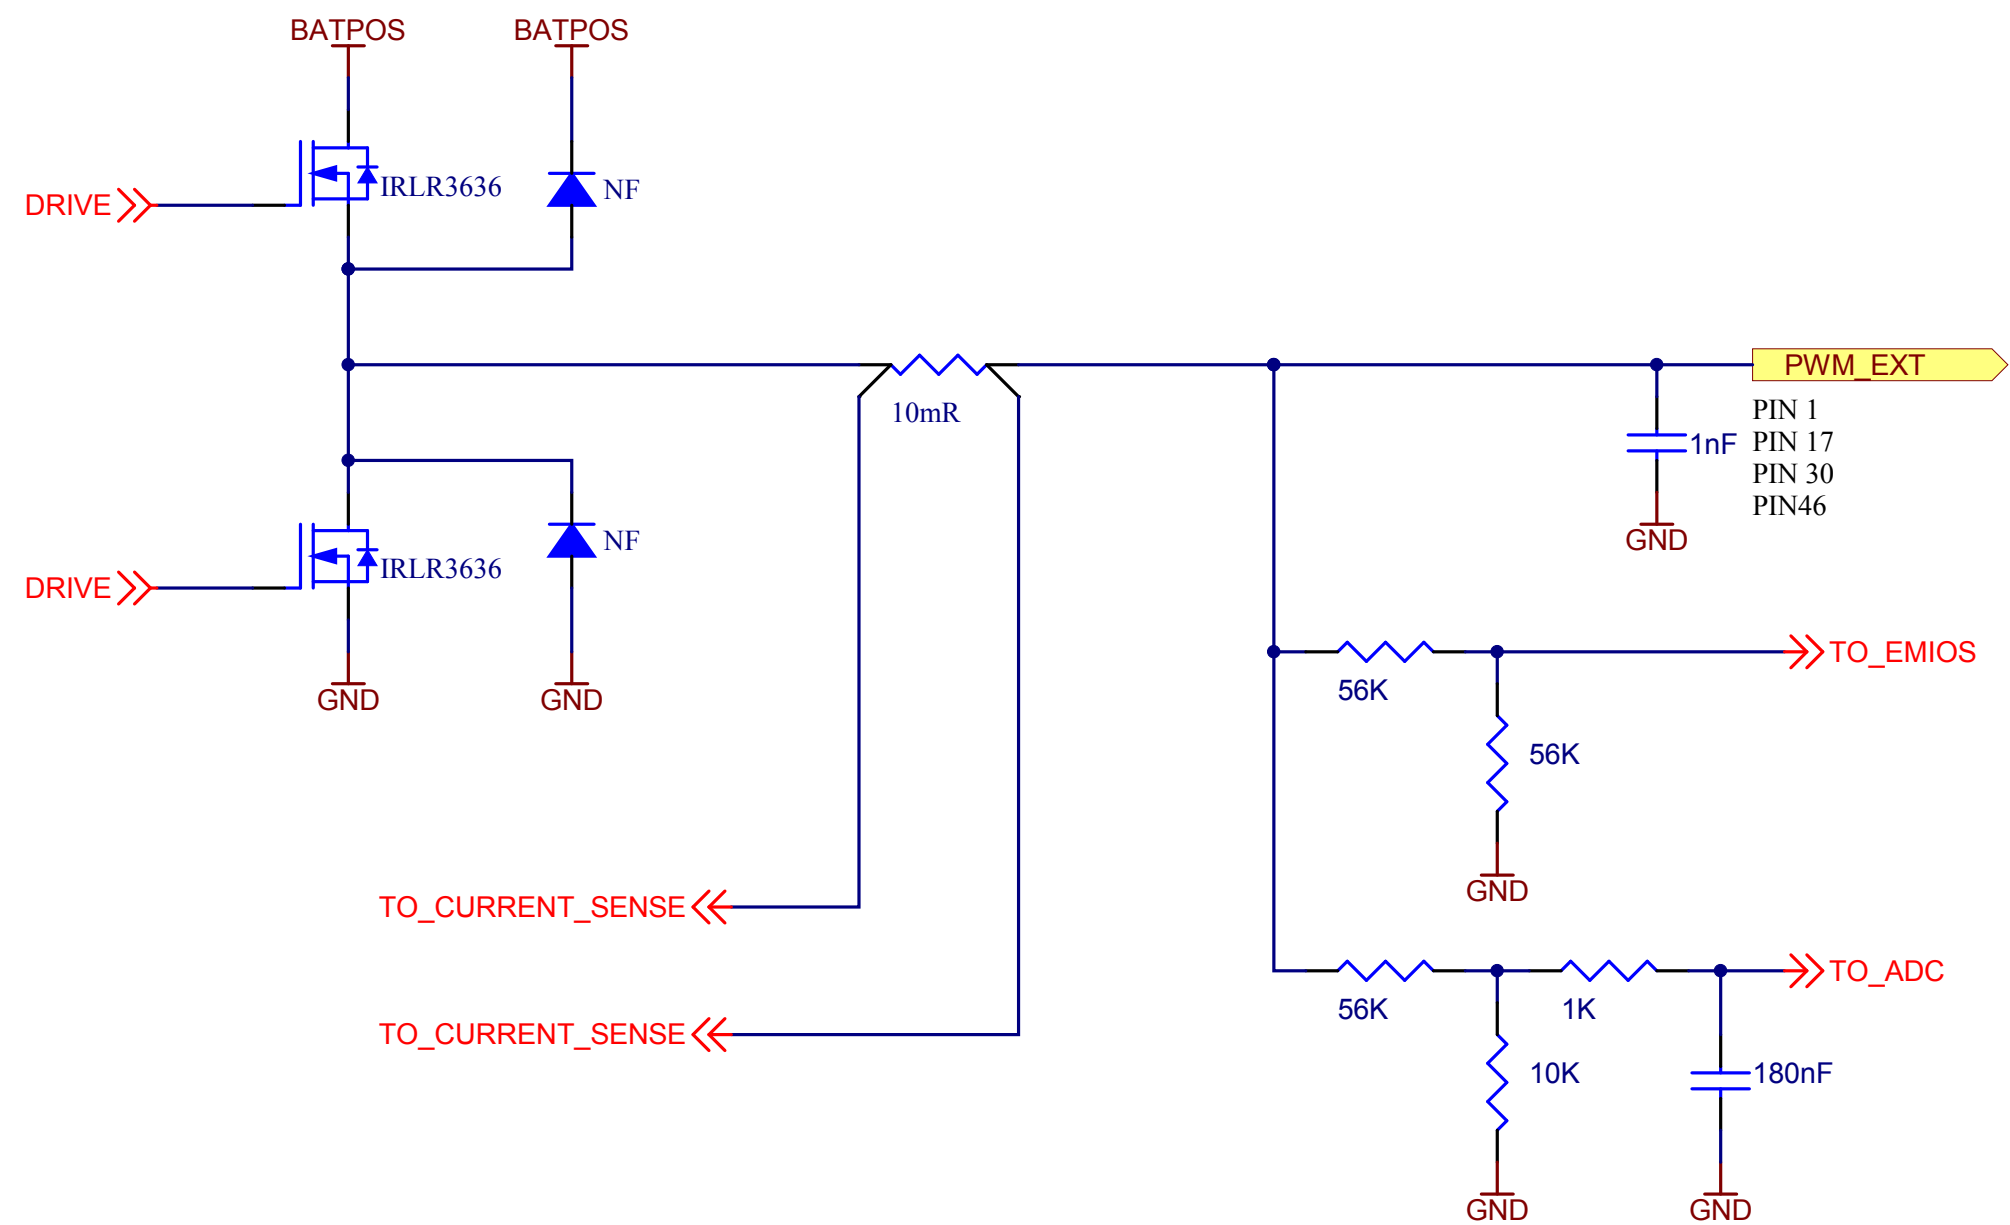 BATPOS
BATPOS
DRIVE
IRLR3636
NF
10mR
PWM_EXT
PIN 1
PIN 17
PIN 30
PIN46
1nF
GND
DRIVE
IRLR3636
NF
GND
GND
56K
TO_EMIOS
56K
GND
TO_CURRENT_SENSE
TO_CURRENT_SENSE
56K
1K
TO_ADC
10K
180nF
GND
GND